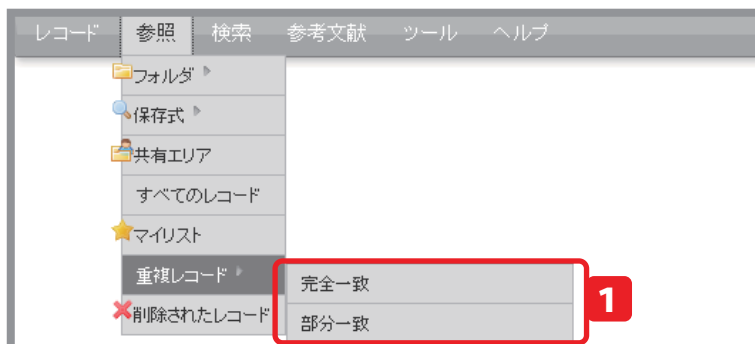 レコード 参照 検索 参考文献 ツール ヘルプ
フォルダ
保存式
共有エリア
すべてのレコード
マイリスト
重複レコード
完全一致
1
削除されたレコード
部分一致